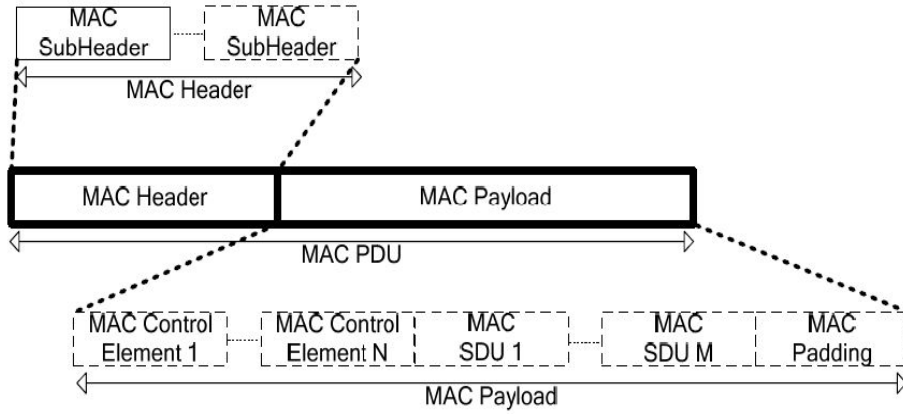 MAC SubHeader
MAC SubHeader
MAC Header
MAC Header
MAC Payload
MAC PDU
MAC Control Element 1
MAC Control Element N
MAC SDU 1
MAC SDU M
MAC Padding
MAC Payload